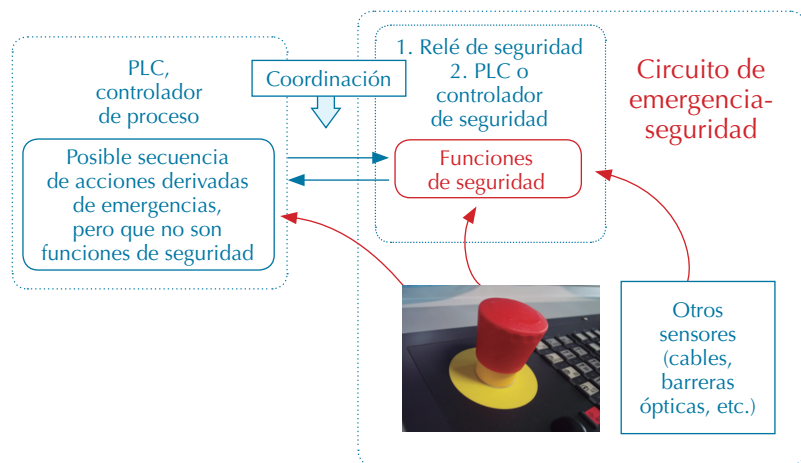 PLC,
controlador
de proceso
Posible secuencia
de acciones derivadas
de emergencias,
pero que no son
funciones de seguridad
Coordinación
1. Relé de seguridad
2. PLC o
controlador
de seguridad
Funciones
de seguridad
Circuito de
emergencia-
seguridad
Otros
sensores
(cables,
barreras
ópticas, etc.)